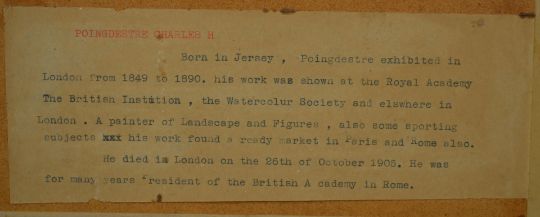 POINGDESTRE CHARLES H
Born in Jersey , Poingdestre exhibited in
London from 1849 to 1890. his work was shown at the Royal Academy
The British Instution , the Watercolur Society and elswhere in
London . A painter of Landscape and Figures , also some sporting
subjects xxx his work found a ready market in Paris and Rome also.
He died in London on the 26th of October 1905. He was
for many years President of the British A cademy in Rome.